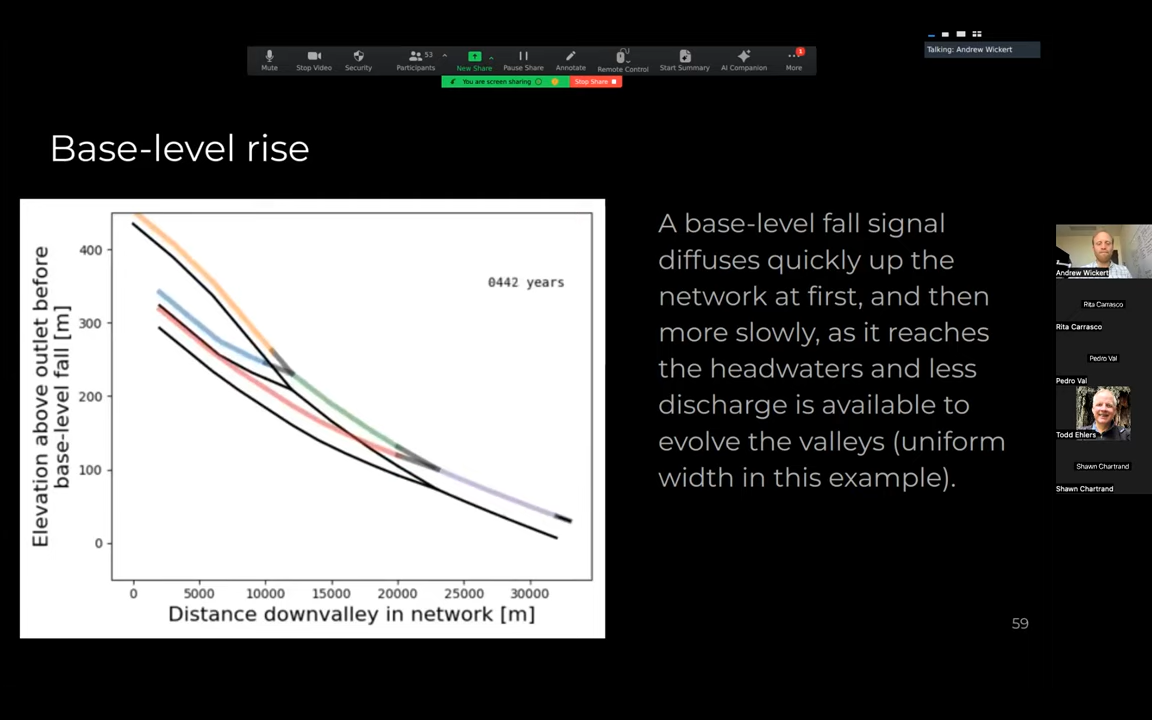 Talking: Andrew Wickert
53
1
Mute
Stop Video
Security
Participants
New Share
Pause Share
Annotate
Remote Control
Start Summary
AI Companion
More
You are screen sharing
Stop Share
Base-level rise
Elevation above outlet before
base-level fall [m]
400
300
200
100
0
0442 years
0
5000
10000
15000
20000
25000
30000
Distance downvalley in network [m]
A base-level fall signal
diffuses quickly up the
network at first, and then
more slowly, as it reaches
the headwaters and less
discharge is available to
evolve the valleys (uniform
width in this example).
59
Andrew Wickert
Rita Carrasco
Rita Carrasco
Pedro Val
Pedro Val
Todd Ehlers
Shawn Chartrand
Shawn Chartrand